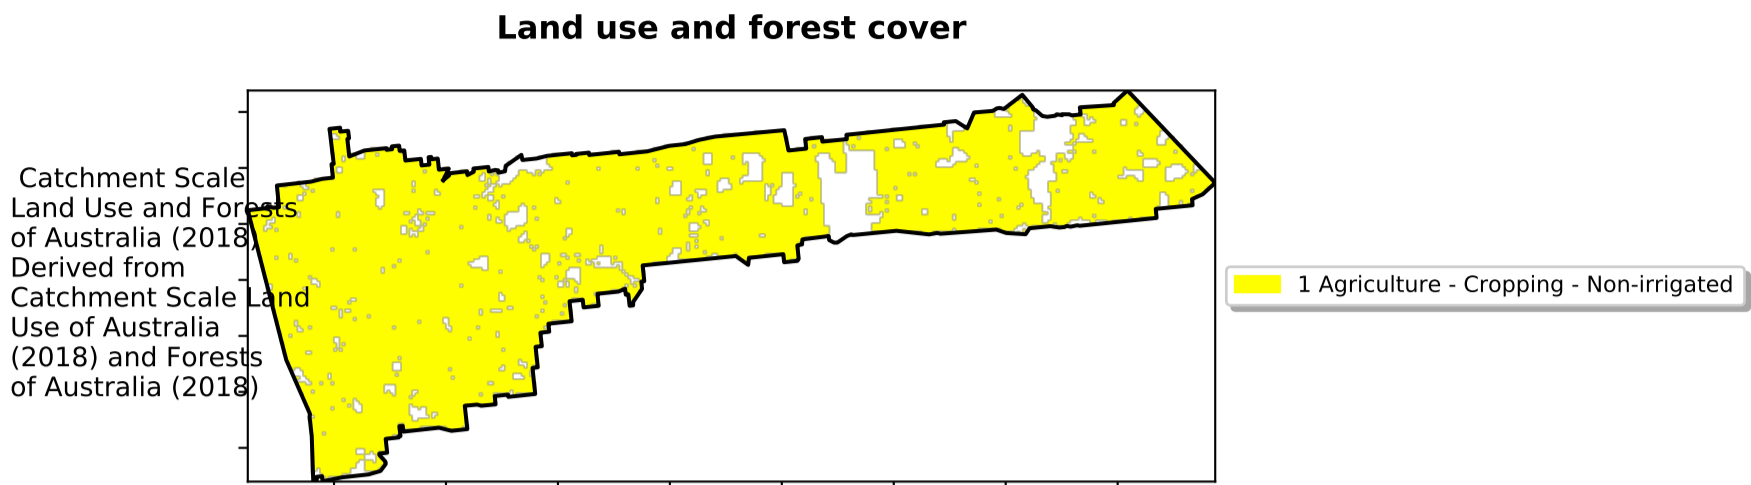 Land use and forest cover
Catchment Scale
Land Use and Forests
of Australia (2018)
Derived from
Catchment Scale Land
Use of Australia
(2018) and Forests
of Australia (2018)
1 Agriculture - Cropping - Non-irrigated